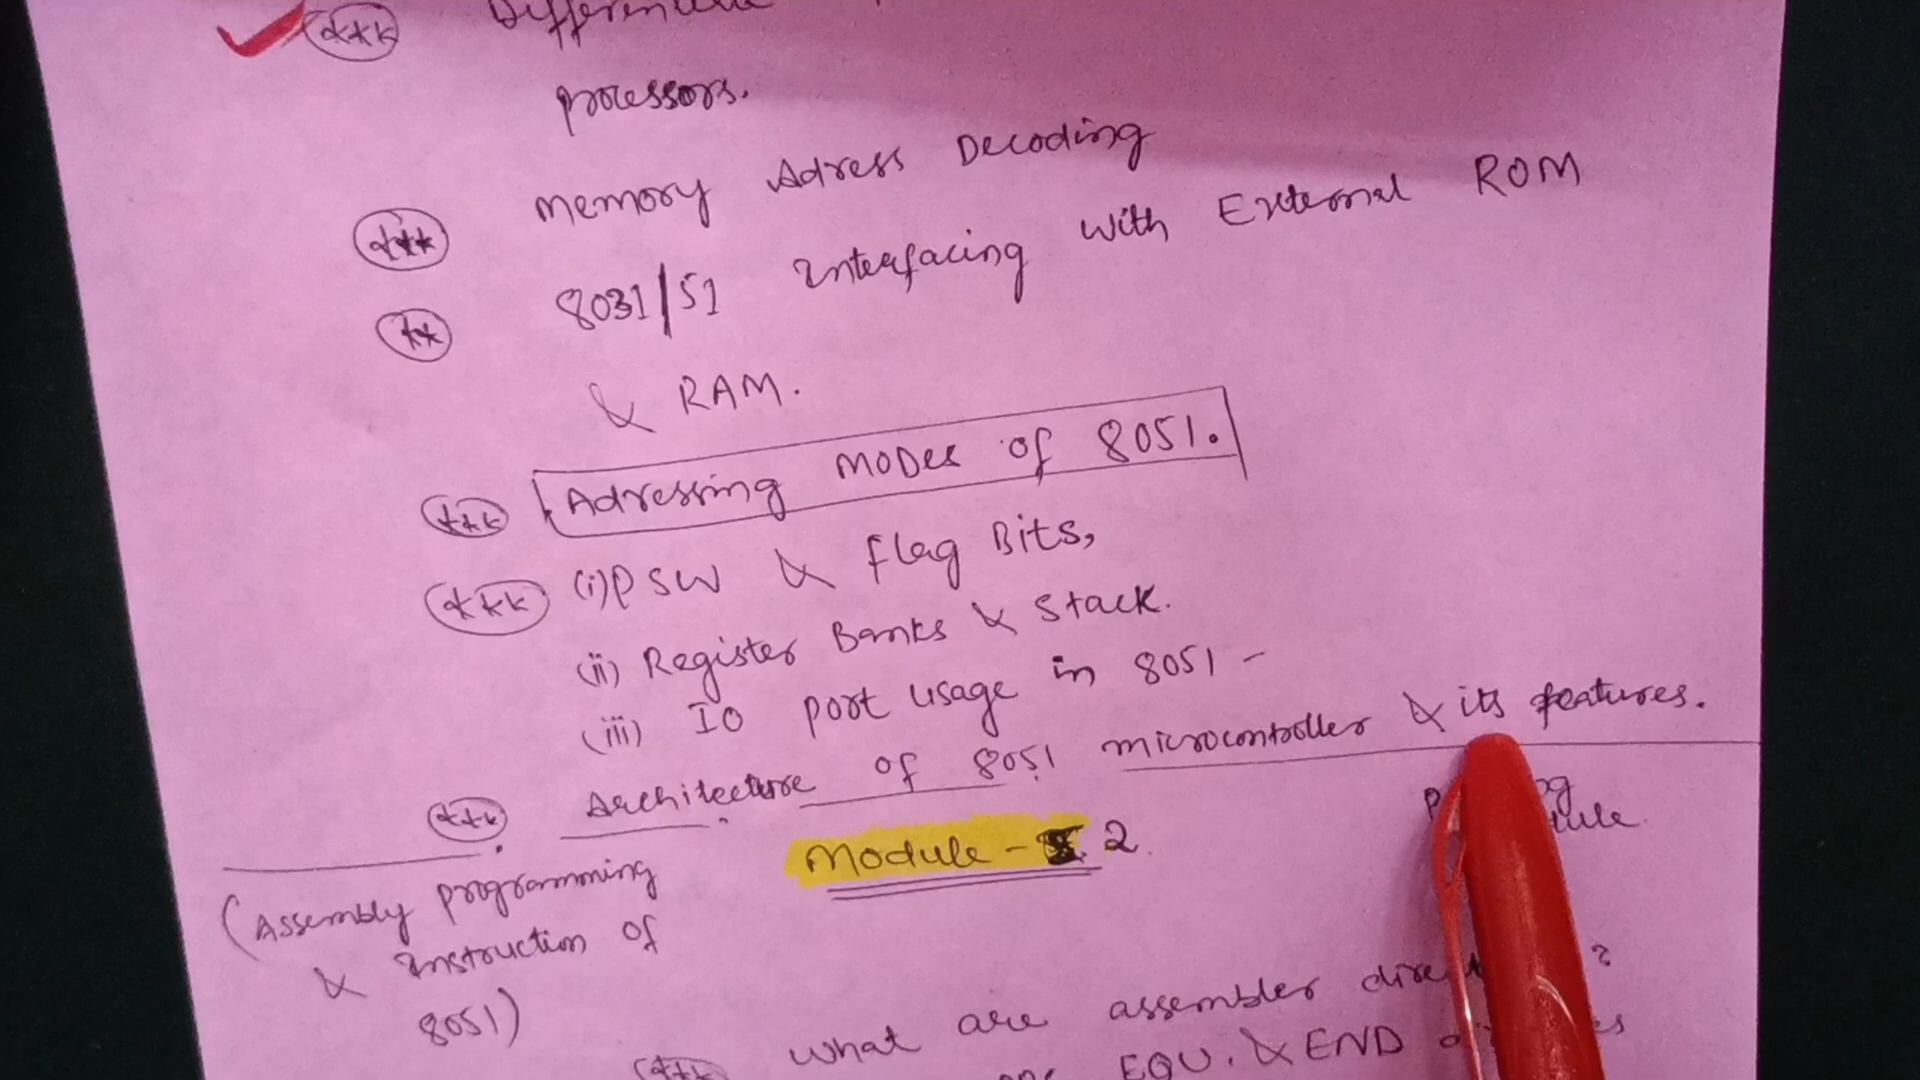 *** 
processors.
*** Memory Adress Decoding
** 8031/51 Interfacing with External ROM
& RAM.
*** Adressing Modes of 8051.
*** (i) PSW & Flag Bits,
(ii) Register Banks & Stack.
(iii) IO port usage in 8051 -
*** Architecture of 8051 microcontroller & its features.
Module - 2
(Assembly programming
& Instruction of
8051)
*** What are assembler
EQU. & END